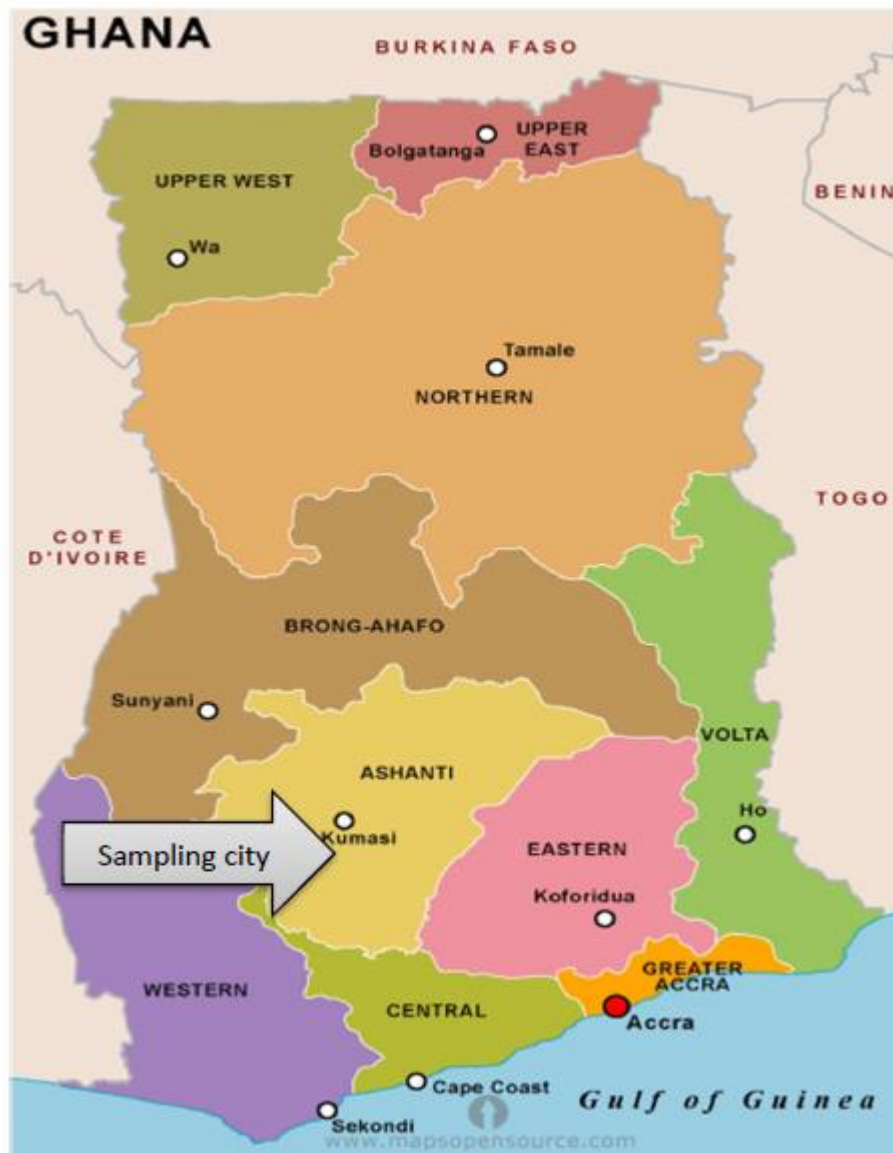 GHANA
BURKINA FASO
Bolgatanga
UPPER
EAST
UPPER WEST
BENIN
Wa
Tamale
NORTHERN
TOGO
COTE
D'IVOIRE
BRONG-AHAFO
Sunyani
VOLTA
ASHANTI
Ho
Kumasi
Sampling city
EASTERN
Koforidua
GREATER
ACCRA
WESTERN
CENTRAL
Accra
Cape Coast
Gulf of Guinea
Sekondi
www.mapsopensource.com